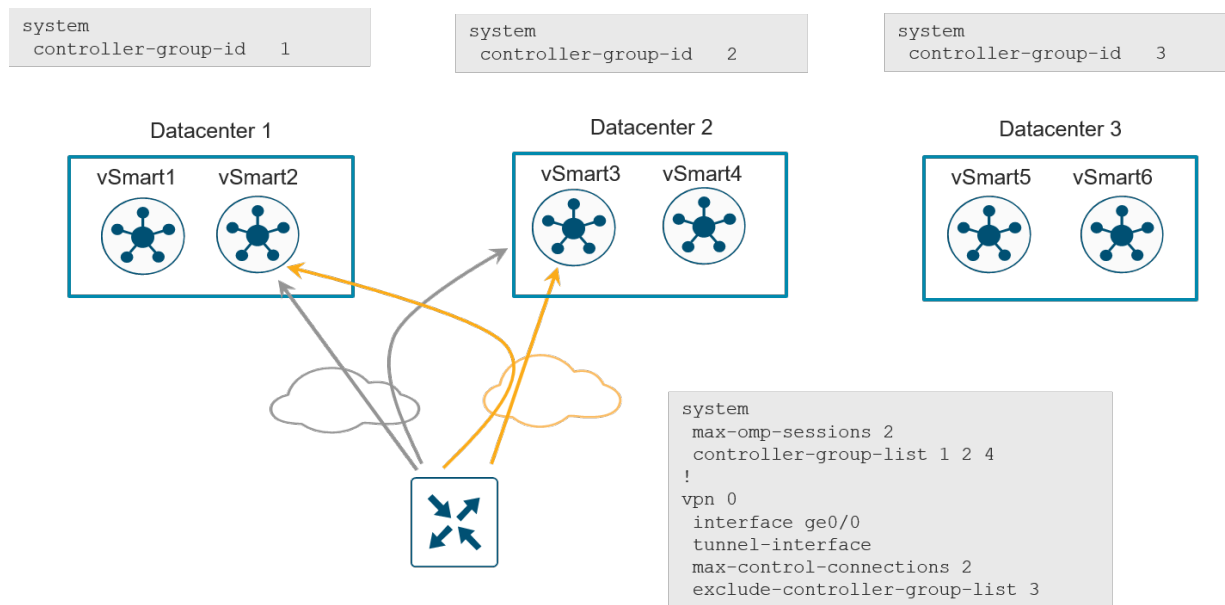 system
controller-group-id 1
system
controller-group-id 2
system
controller-group-id 3
Datacenter 1
Datacenter 2
Datacenter 3
vSmart1
vSmart2
vSmart3
vSmart4
vSmart5
vSmart6
system
max-omp-sessions 2
controller-group-list 1 2 4
!
vpn 0
interface ge0/0
tunnel-interface
max-control-connections 2
exclude-controller-group-list 3